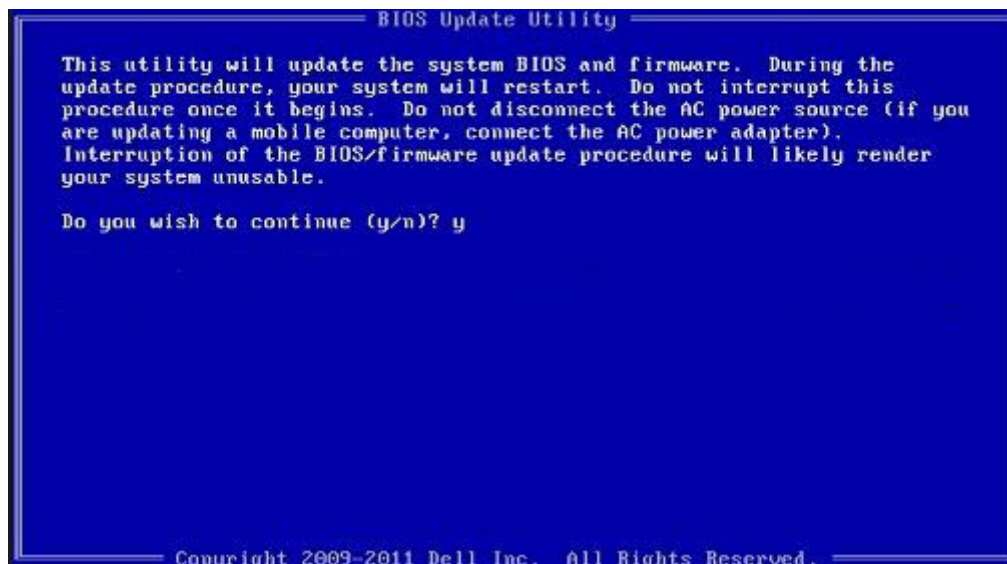 BIOS Update Utility
This utility will update the system BIOS and firmware.  During the
update procedure, your system will restart.  Do not interrupt this
procedure once it begins.  Do not disconnect the AC power source (if you
are updating a mobile computer, connect the AC power adapter).
Interruption of the BIOS/firmware update procedure will likely render
your system unusable.
Do you wish to continue (y/n)? y
Copyright 2009-2011 Dell Inc.  All Rights Reserved.